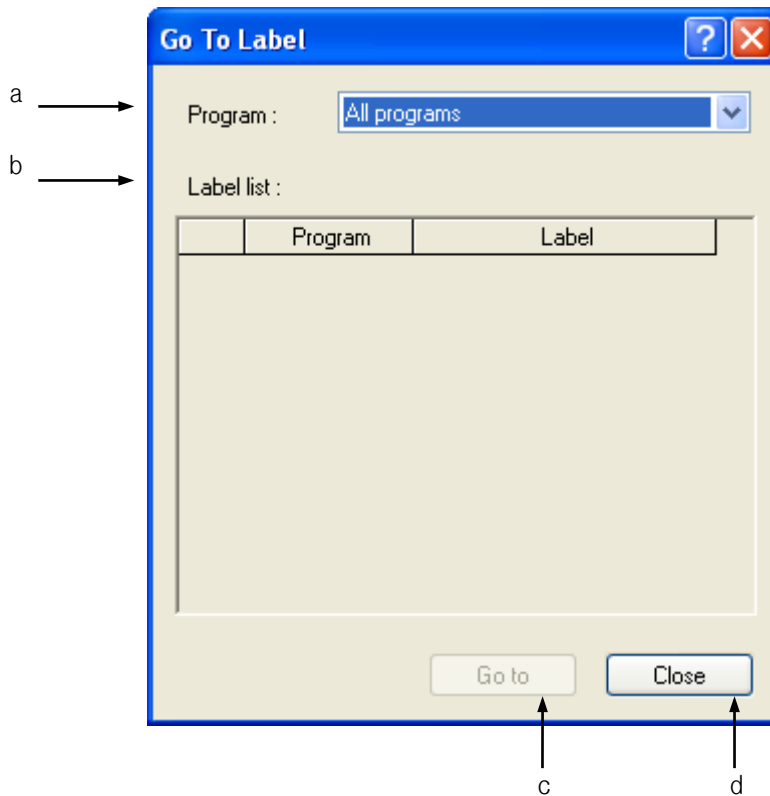 Go To Label
a
Program :
All programs
b
Label list :
Program
Label
Go to
Close
c
d